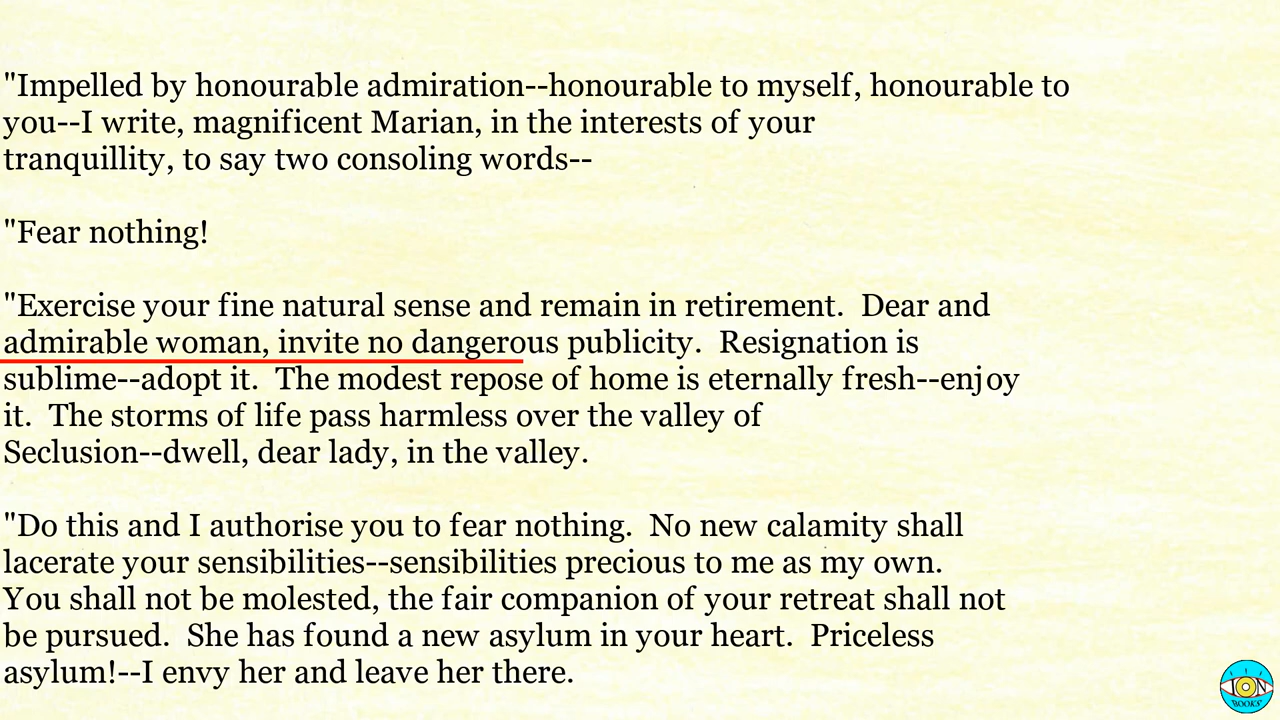 "Impelled by honourable admiration--honourable to myself, honourable to
you--I write, magnificent Marian, in the interests of your
tranquillity, to say two consoling words--
"Fear nothing!
"Exercise your fine natural sense and remain in retirement.  Dear and
admirable woman, invite no dangerous publicity.  Resignation is
sublime--adopt it.  The modest repose of home is eternally fresh--enjoy
it.  The storms of life pass harmless over the valley of
Seclusion--dwell, dear lady, in the valley.
"Do this and I authorise you to fear nothing.  No new calamity shall
lacerate your sensibilities--sensibilities precious to me as my own.
You shall not be molested, the fair companion of your retreat shall not
be pursued.  She has found a new asylum in your heart.  Priceless
asylum!--I envy her and leave her there.
ION
BOOKS